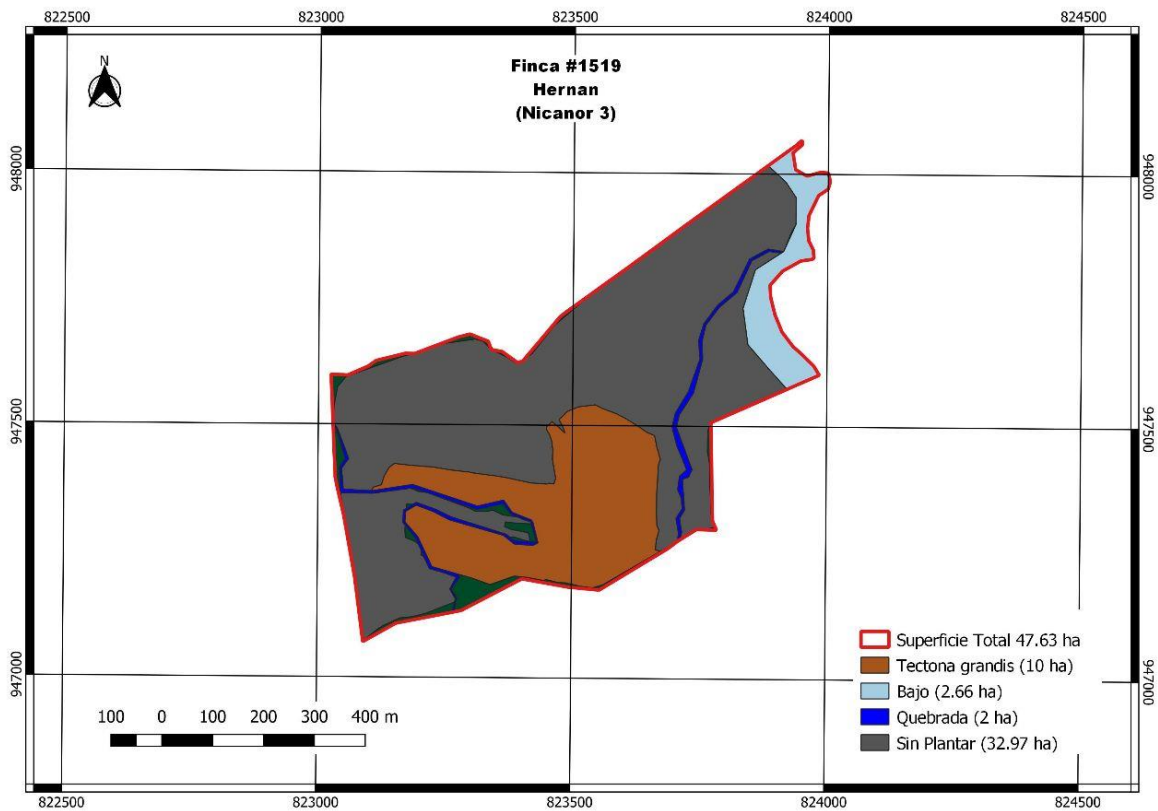 822500 823000 823500 824000 824500
N
Finca #1519
Hernan
(Nicanor 3)
948000 948000
947500 947500
947000 947000
Superficie Total 47.63 ha
Tectona grandis (10 ha)
Bajo (2.66 ha)
Quebrada (2 ha)
Sin Plantar (32.97 ha)
100 0 100 200 300 400 m
822500 823000 823500 824000 824500